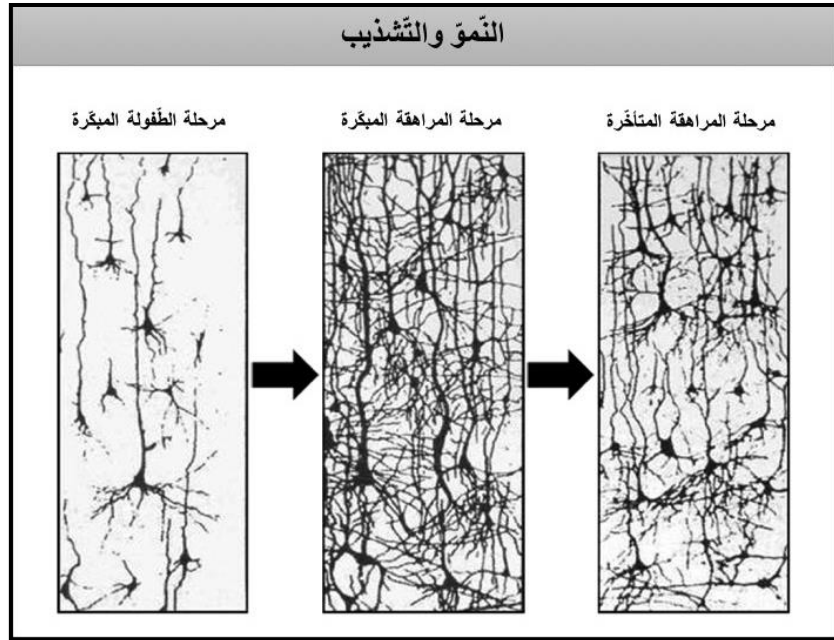 النّموّ والتّشذيب
مرحلة الطّفولة المبكّرة
مرحلة المراهقة المبكّرة
مرحلة المراهقة المتأخّرة